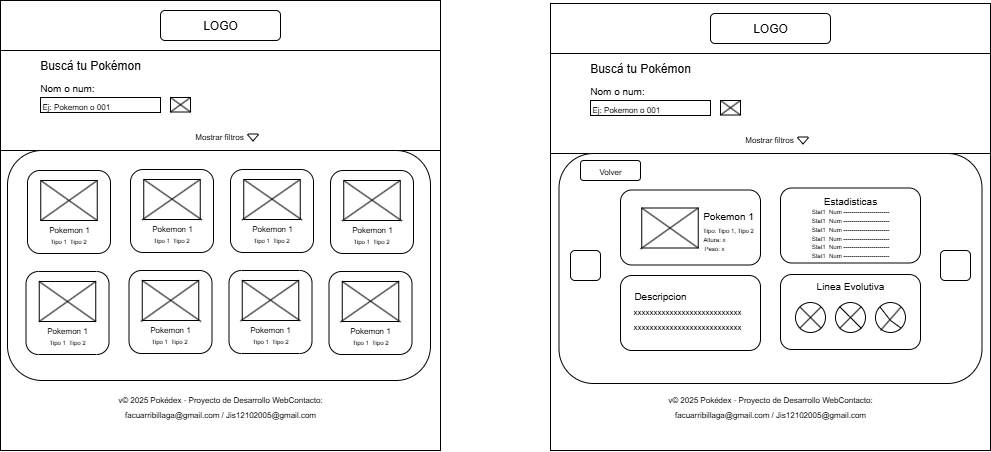 LOGO
Buscá tu Pokémon
Nom o num:
Ej: Pokemon o 001
Mostrar filtros
Pokemon 1
Tipo 1 Tipo 2
Pokemon 1
Tipo 1 Tipo 2
Pokemon 1
Tipo 1 Tipo 2
Pokemon 1
Tipo 1 Tipo 2
Pokemon 1
Tipo 1 Tipo 2
Pokemon 1
Tipo 1 Tipo 2
Pokemon 1
Tipo 1 Tipo 2
Pokemon 1
Tipo 1 Tipo 2
v© 2025 Pokédex - Proyecto de Desarrollo WebContacto:
facuarribillaga@gmail.com / Jis12102005@gmail.com
LOGO
Buscá tu Pokémon
Nom o num:
Ej: Pokemon o 001
Mostrar filtros
Volver
Pokemon 1
Tipo: Tipo 1, Tipo 2
Altura: x
Peso: x
Estadisticas
Stat1 Num -----------------------
Stat1 Num -----------------------
Stat1 Num -----------------------
Stat1 Num -----------------------
Stat1 Num -----------------------
Stat1 Num -----------------------
Descripcion
xxxxxxxxxxxxxxxxxxxxxxxxxxx
xxxxxxxxxxxxxxxxxxxxxxxxxxx
Linea Evolutiva
v© 2025 Pokédex - Proyecto de Desarrollo WebContacto:
facuarribillaga@gmail.com / Jis12102005@gmail.com